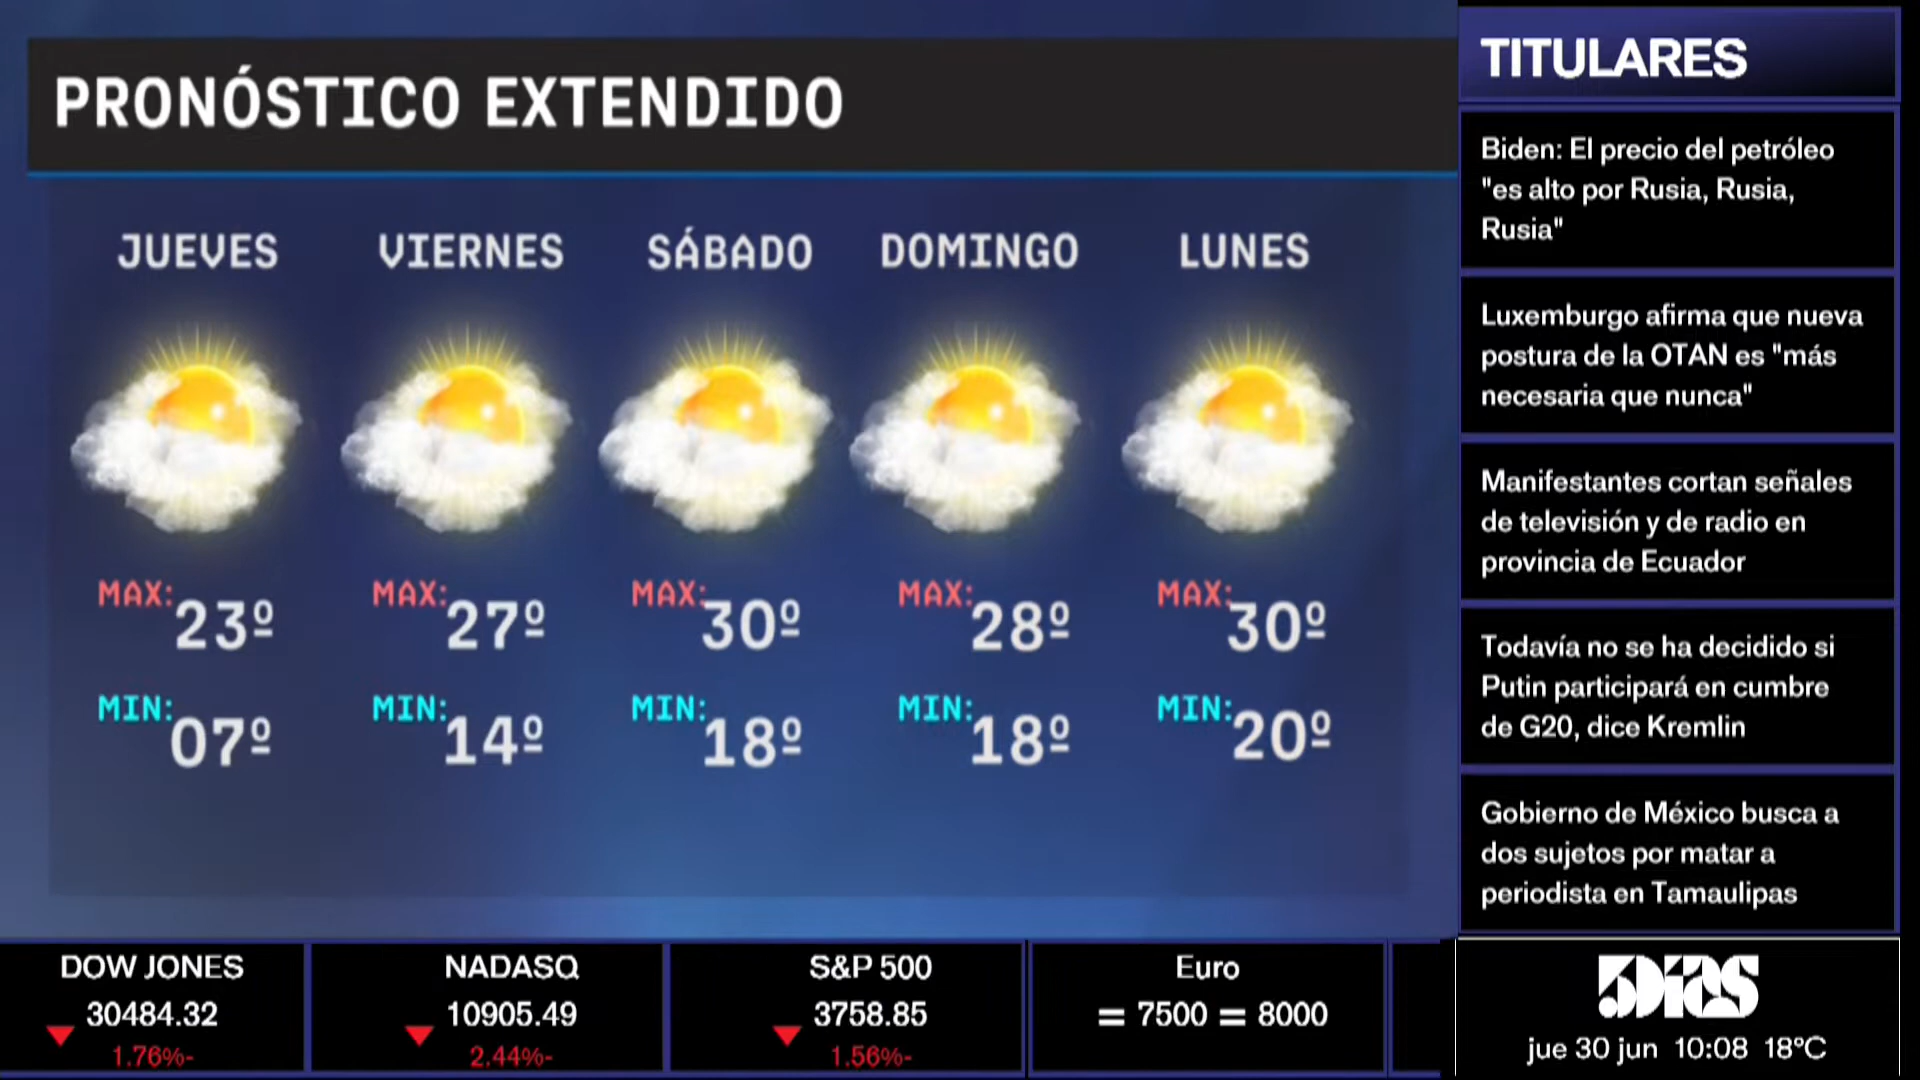 PRONÓSTICO EXTENDIDO
JUEVES VIERNES SÁBADO DOMINGO LUNES
MAX: 23º MAX: 27º MAX: 30º MAX: 28º MAX: 30º
MIN: 07º MIN: 14º MIN: 18º MIN: 18º MIN: 20º
TITULARES
Biden: El precio del petróleo
"es alto por Rusia, Rusia,
Rusia"
Luxemburgo afirma que nueva
postura de la OTAN es "más
necesaria que nunca"
Manifestantes cortan señales
de televisión y de radio en
provincia de Ecuador
Todavía no se ha decidido si
Putin participará en cumbre
de G20, dice Kremlin
Gobierno de México busca a
dos sujetos por matar a
periodista en Tamaulipas
DOW JONES
30484.32
1.76%-
NADASQ
10905.49
2.44%-
S&P 500
3758.85
1.56%-
Euro
= 7500 = 8000
5Días
jue 30 jun 10:08 18°C